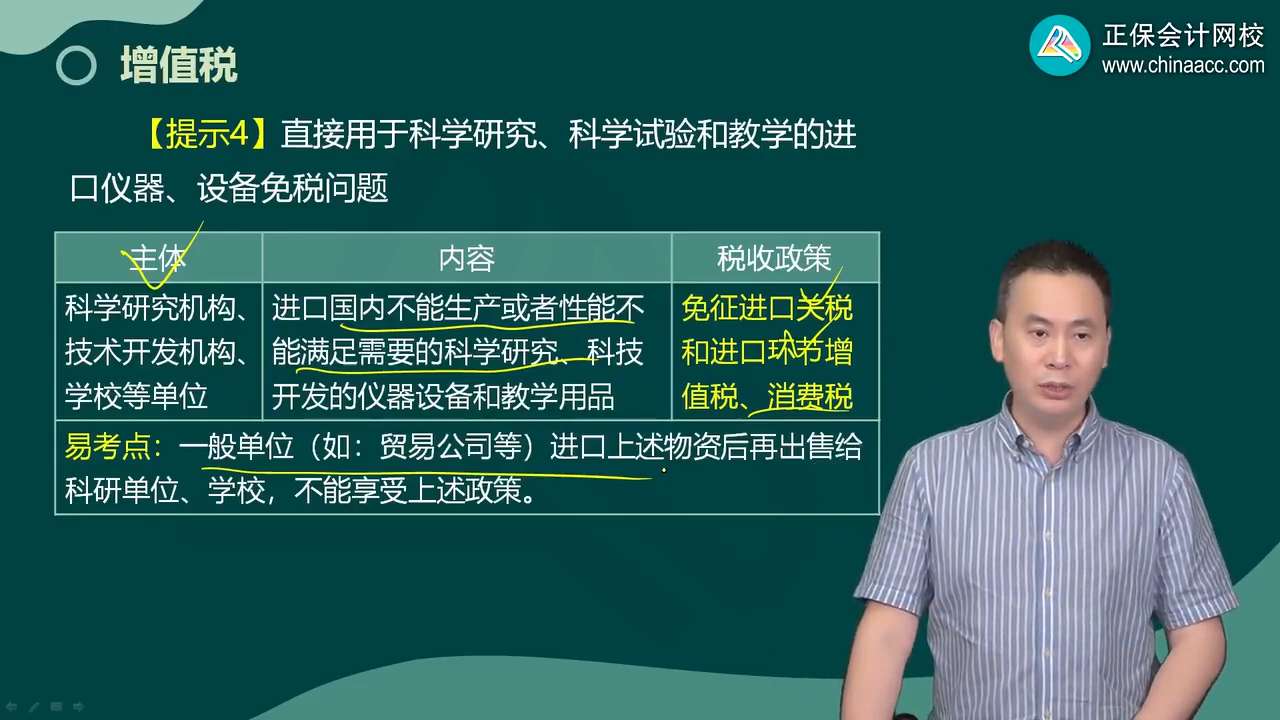 正保会计网校
www.chinaacc.com
增值税
【提示4】直接用于科学研究、科学试验和教学的进
口仪器、设备免税问题
主体
内容
税收政策
科学研究机构、
技术开发机构、
学校等单位
进口国内不能生产或者性能不
能满足需要的科学研究、科技
开发的仪器设备和教学用品
免征进口关税
和进口环节增
值税、消费税
易考点：一般单位（如：贸易公司等）进口上述物资后再出售给
科研单位、学校，不能享受上述政策。